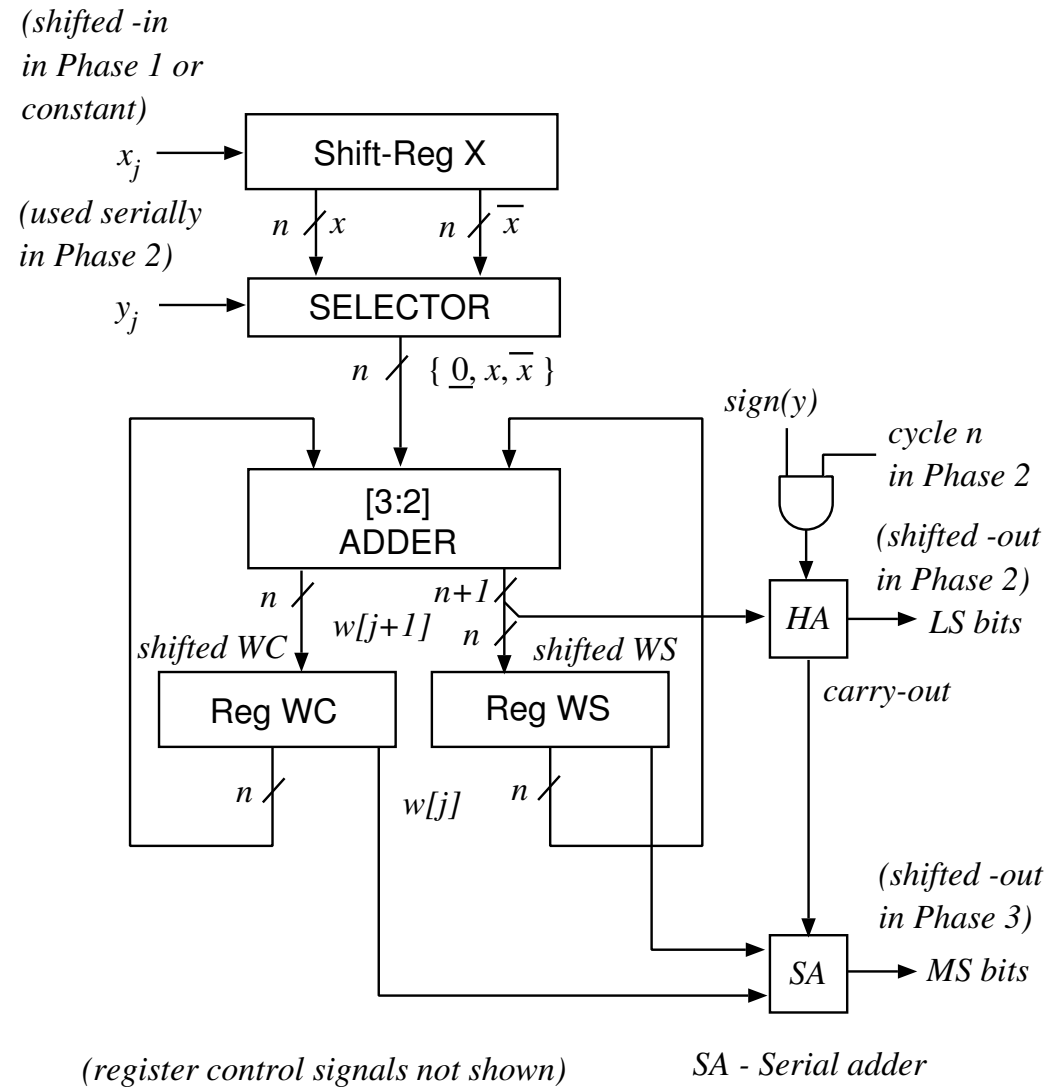 (shifted -in
in Phase 1 or
constant)
x_j
Shift-Reg X
(used serially
in Phase 2)
n x
n x̅
y_j
SELECTOR
n { 0, x, x̅ }
sign(y)
cycle n
in Phase 2
[3:2]
ADDER
(shifted -out
in Phase 2)
n
n+1
HA
LS bits
w[j+1]
n
shifted WC
shifted WS
carry-out
Reg WC
Reg WS
n
w[j]
n
(shifted -out
in Phase 3)
SA
MS bits
(register control signals not shown)
SA - Serial adder